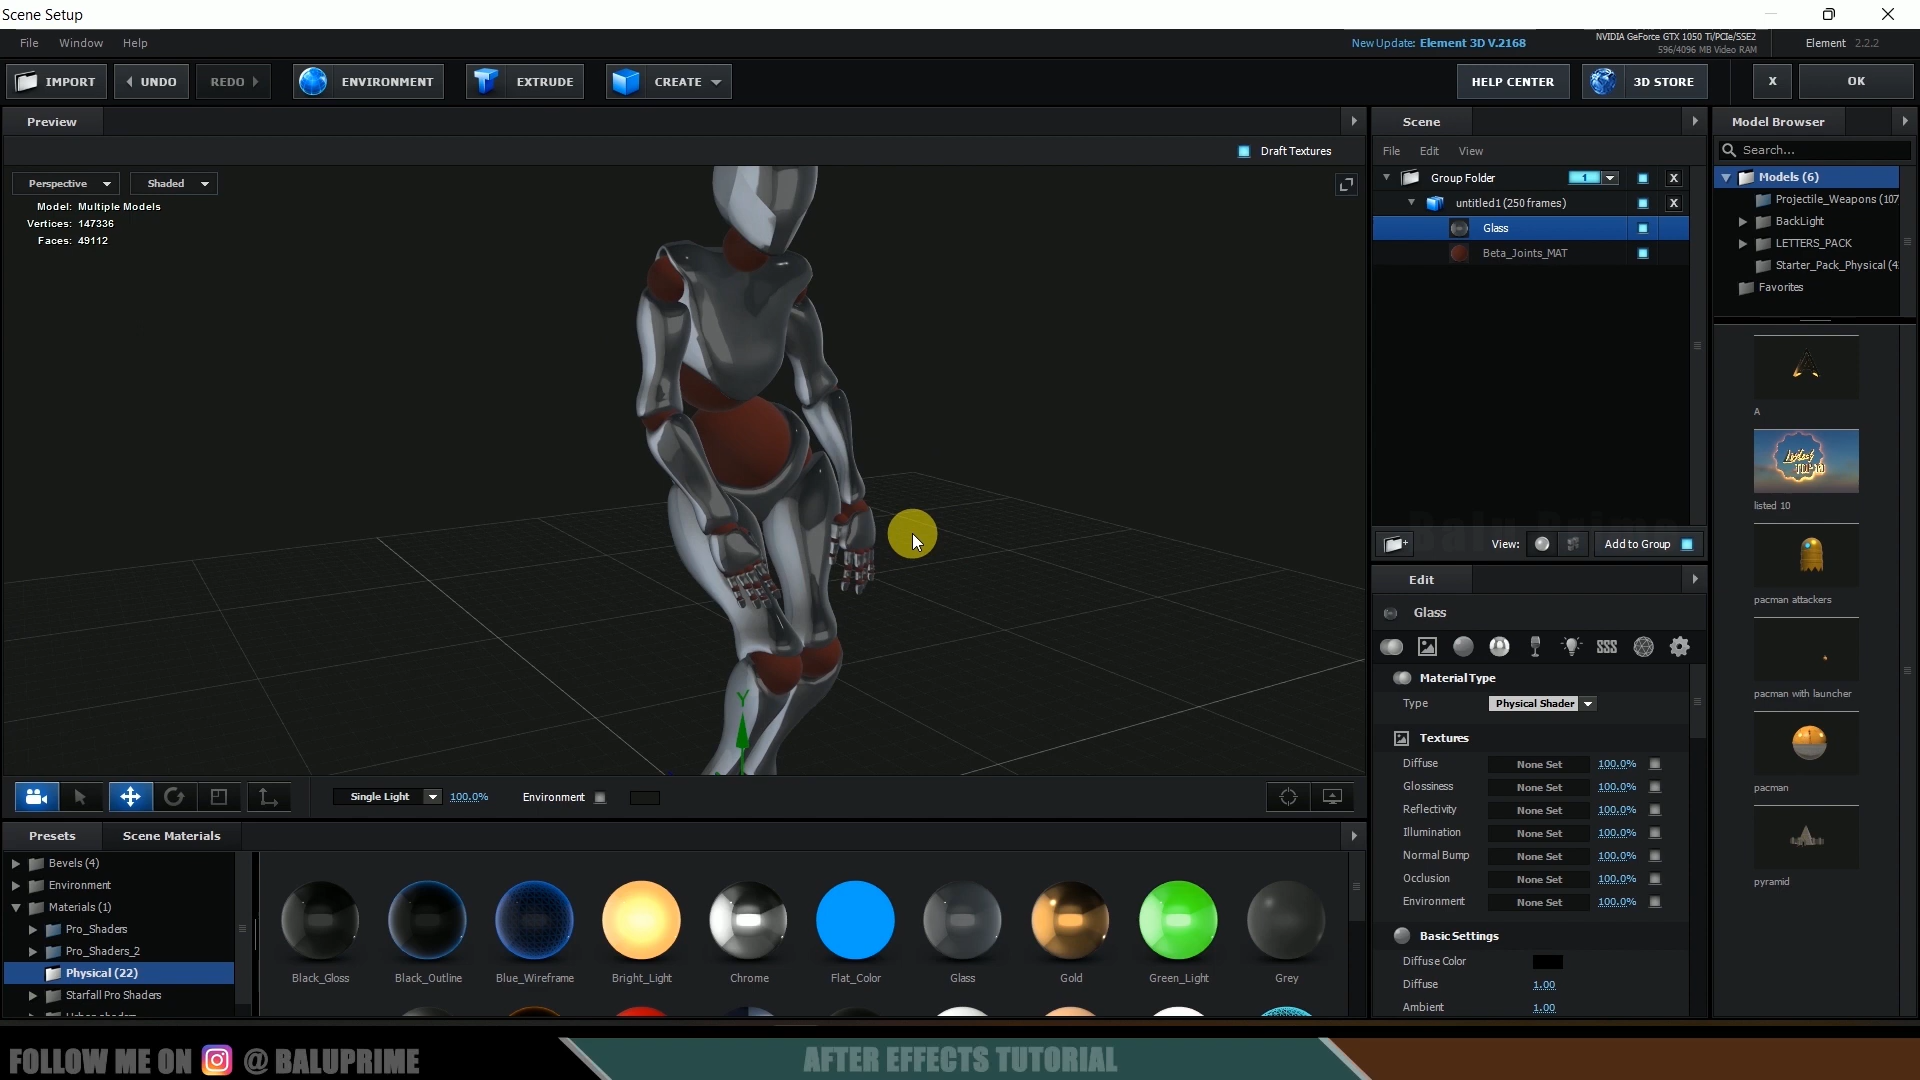 Scene Setup
File Window Help
New Update: Element 3D V.2168
NVIDIA GeForce GTX 1050 Ti/PCIe/SSE2
596/4096 MB Video RAM
Element 2.2.2
IMPORT UNDO REDO ENVIRONMENT EXTRUDE CREATE HELP CENTER 3D STORE X OK
Preview
Draft Textures
Perspective Shaded
Model: Multiple Models
Vertices: 147336
Faces: 49112
Y
Single Light 100.0% Environment
Presets Scene Materials
Bevels (4)
Environment
Materials (1)
Pro_Shaders
Pro_Shaders_2
Physical (22)
Starfall Pro Shaders
Black_Gloss Black_Outline Blue_Wireframe Bright_Light Chrome Flat_Color Glass Gold Green_Light Grey
Scene
File Edit View
Group Folder 1 X
untitled1 (250 frames) X
Glass
Beta_Joints_MAT
View: Add to Group
Edit
Glass
Material Type
Type Physical Shader
Textures
Diffuse None Set 100.0%
Glossiness None Set 100.0%
Reflectivity None Set 100.0%
Illumination None Set 100.0%
Normal Bump None Set 100.0%
Occlusion None Set 100.0%
Environment None Set 100.0%
Basic Settings
Diffuse Color
Diffuse 1.00
Ambient 1.00
Model Browser
Search...
Models (6)
Projectile_Weapons (107
BackLight
LETTERS_PACK
Starter_Pack_Physical (4
Favorites
A
listed 10
pacman attackers
pacman with launcher
pacman
pyramid
FOLLOW ME ON @ BALUPRIME
AFTER EFFECTS TUTORIAL